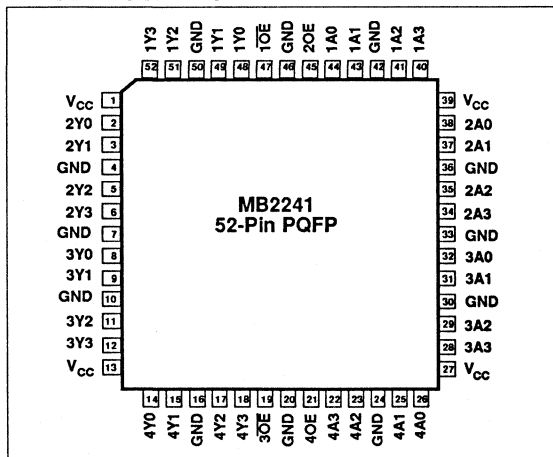 1Y3 1Y2 GND 1Y1 1Y0 1O̅E̅ GND 2OE 1A0 1A1 GND 1A2 1A3
52 51 50 49 48 47 46 45 44 43 42 41 40
VCC 1 39 VCC
2Y0 2 38 2A0
2Y1 3 37 2A1
GND 4 36 GND
2Y2 5 35 2A2
2Y3 6 34 2A3
GND 7 33 GND
MB2241
52-Pin PQFP
3Y0 8 32 3A0
3Y1 9 31 3A1
GND 10 30 GND
3Y2 11 29 3A2
3Y3 12 28 3A3
VCC 13 27 VCC
14 15 16 17 18 19 20 21 22 23 24 25 26
4Y0 4Y1 GND 4Y2 4Y3 3O̅E̅ GND 4OE 4A3 4A2 GND 4A1 4A0